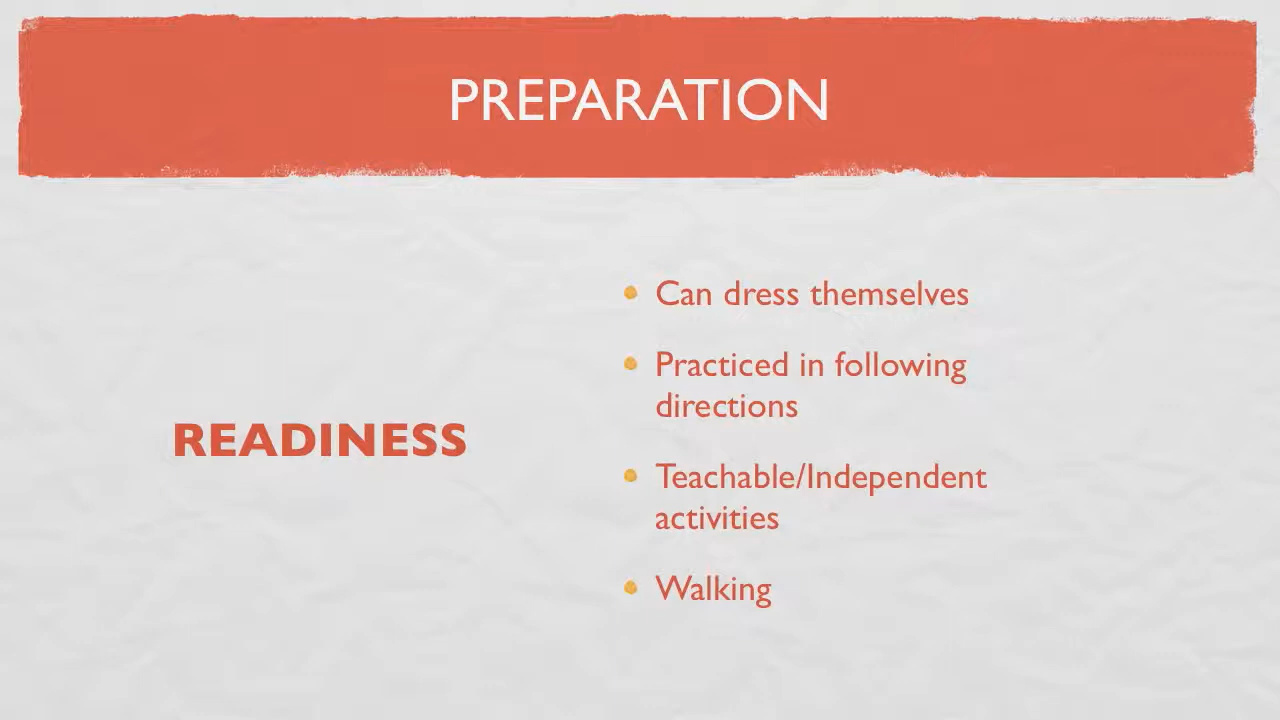 PREPARATION
READINESS
Can dress themselves
Practiced in following
directions
Teachable/Independent
activities
Walking